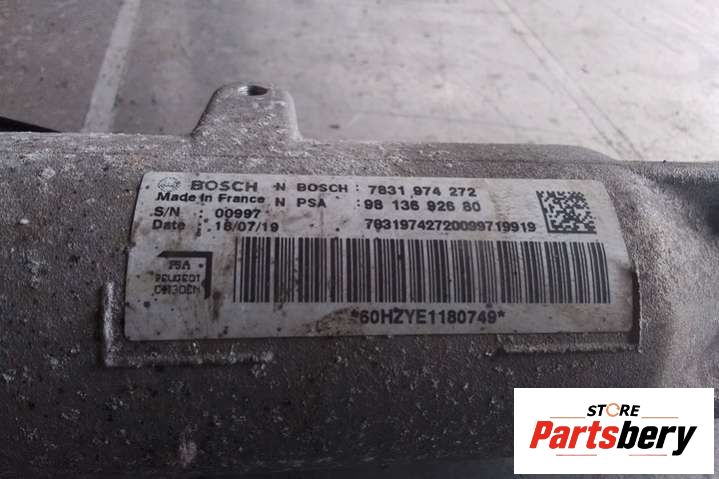 BOSCH N BOSCH : 7831 974 272
Made in France N PSA : 98 136 926 80
S/N : 00997
Date : 18/07/19 78319742720099719919
PSA
PEUGEOT
CITROEN
*60HZYE1180749*
STORE
Partsbery